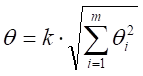 θ = k · √(∑_{i=1}^{m} θ_i^2)